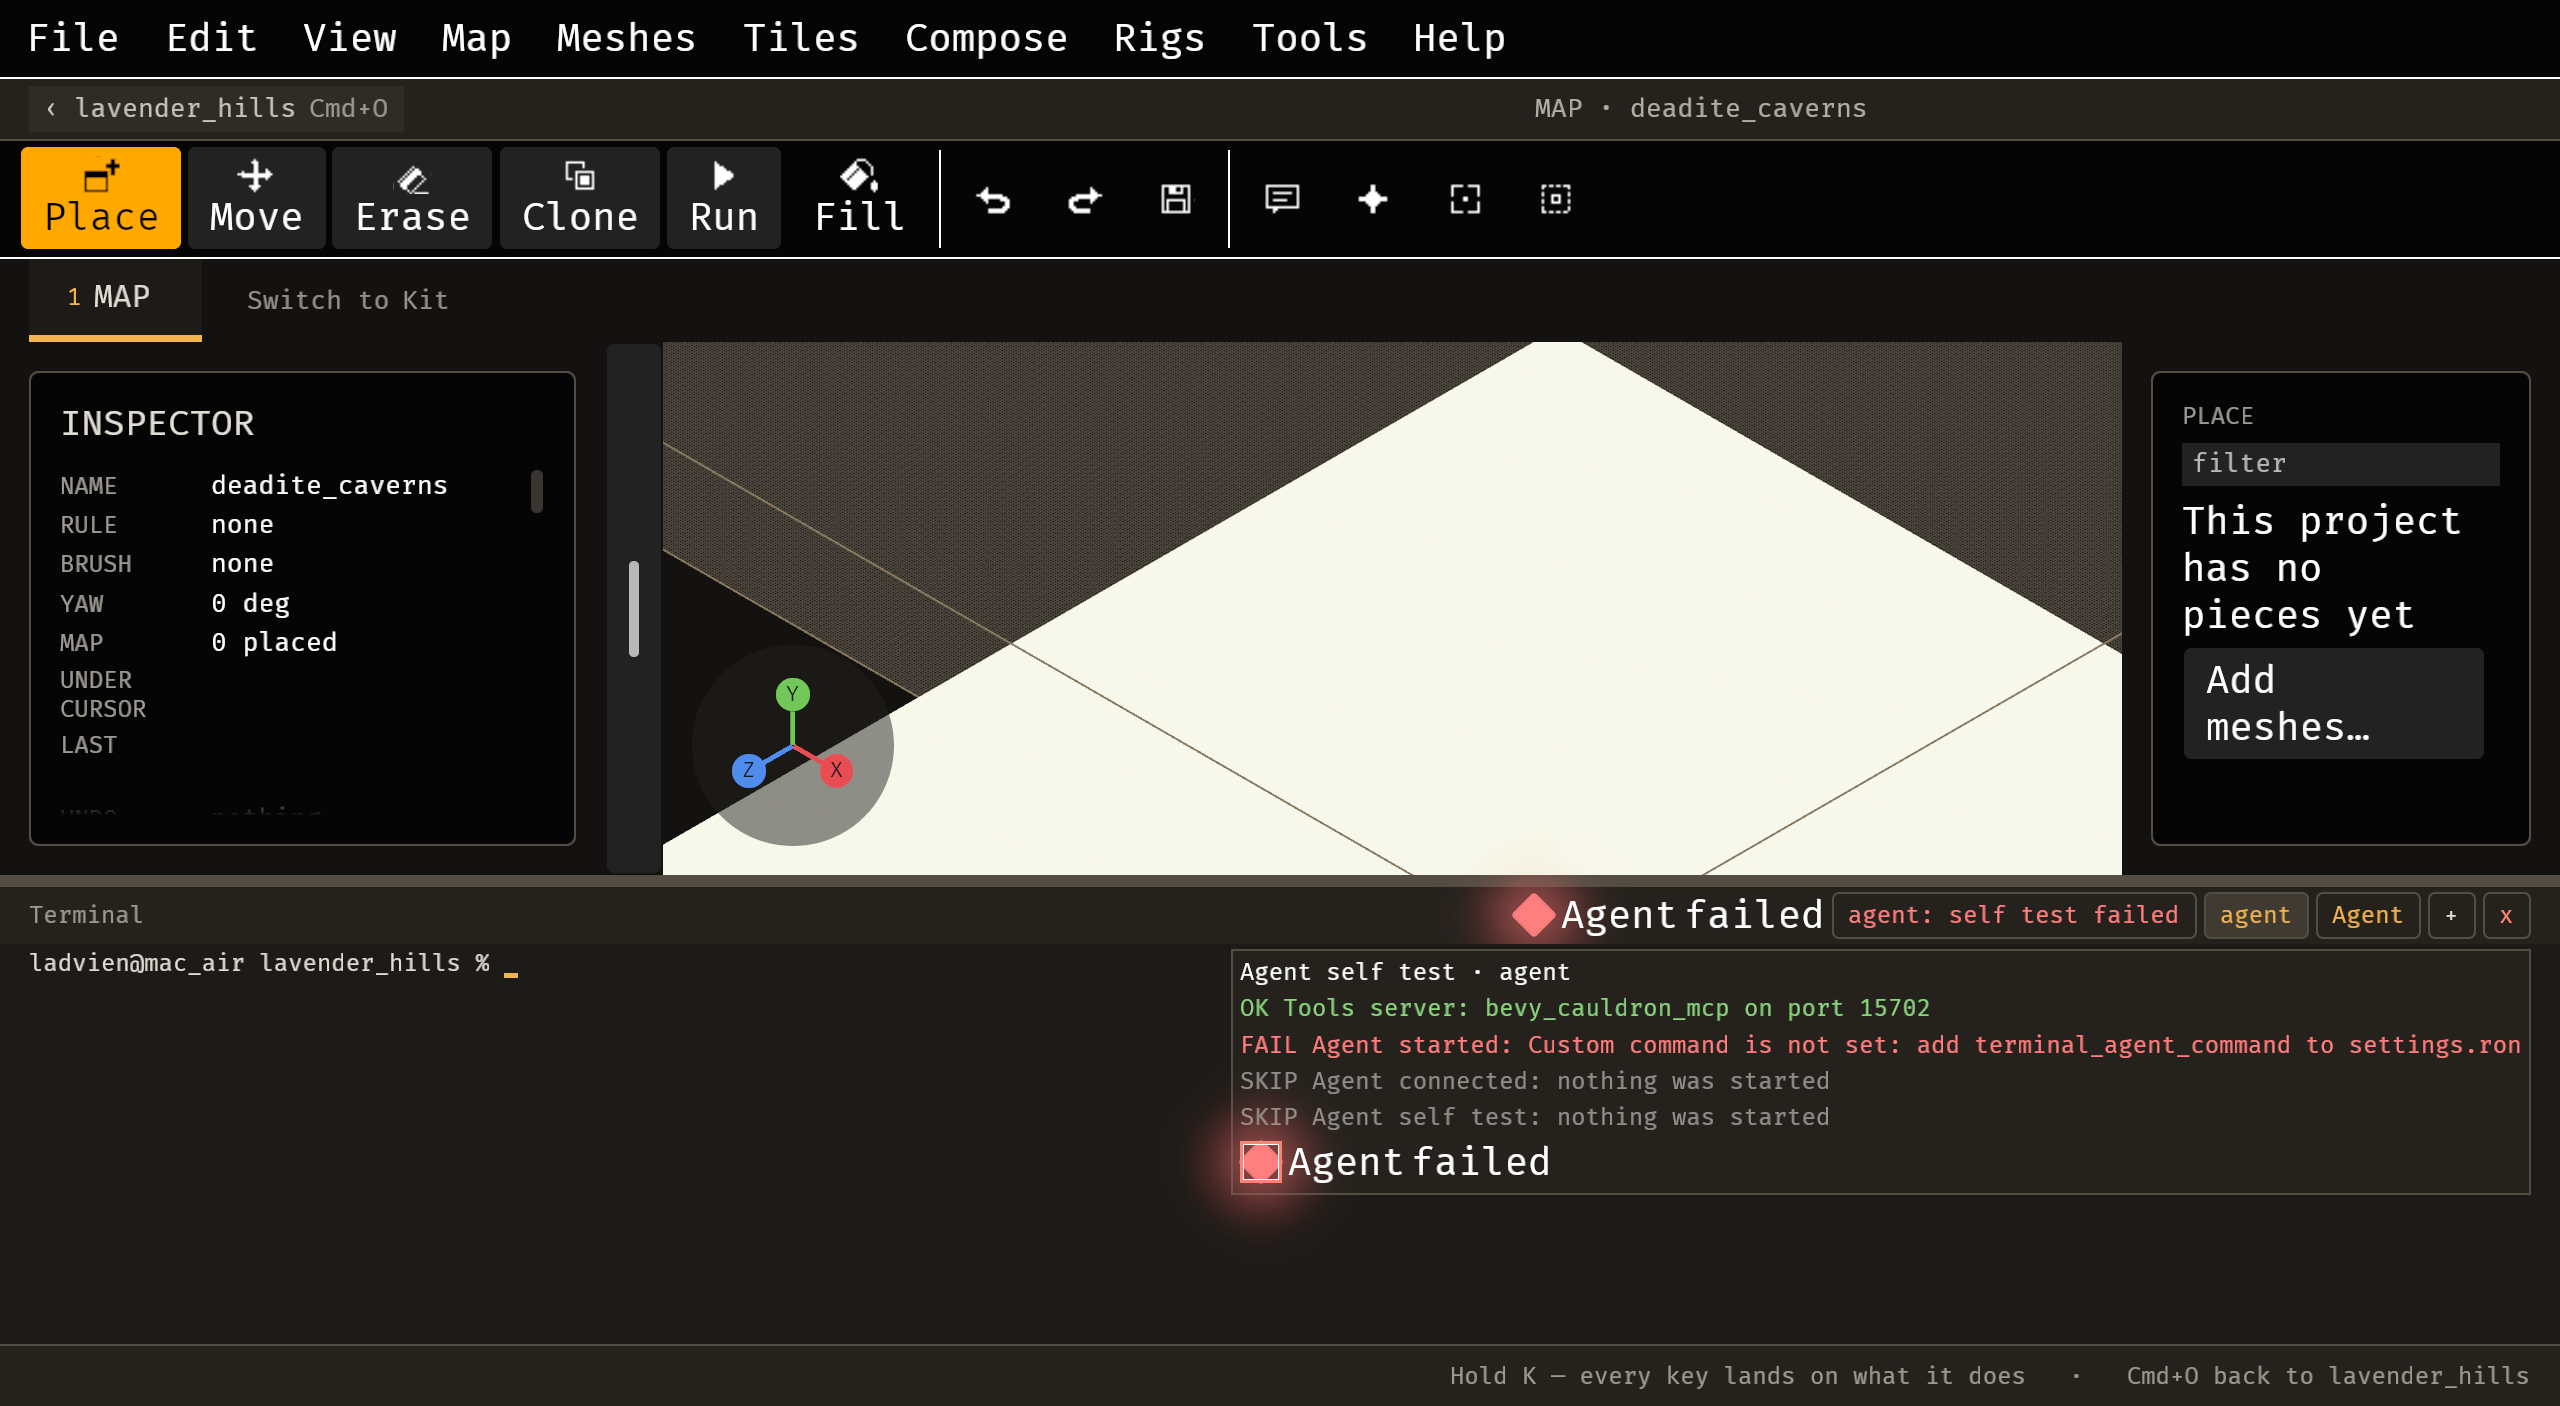 File Edit View Map Meshes Tiles Compose Rigs Tools Help
‹ lavender_hills Cmd+O
MAP · deadite_caverns
Place Move Erase Clone Run Fill
1 MAP
Switch to Kit
INSPECTOR
NAME deadite_caverns
RULE none
BRUSH none
YAW 0 deg
MAP 0 placed
UNDER
CURSOR
LAST
Y
Z
X
PLACE
filter
This project
has no
pieces yet
Add
meshes…
Terminal
Agent failed
agent: self test failed
agent
Agent
+
x
ladvien@mac_air lavender_hills %
Agent self test · agent
OK Tools server: bevy_cauldron_mcp on port 15702
FAIL Agent started: Custom command is not set: add terminal_agent_command to settings.ron
SKIP Agent connected: nothing was started
SKIP Agent self test: nothing was started
Agent failed
Hold K — every key lands on what it does · Cmd+O back to lavender_hills